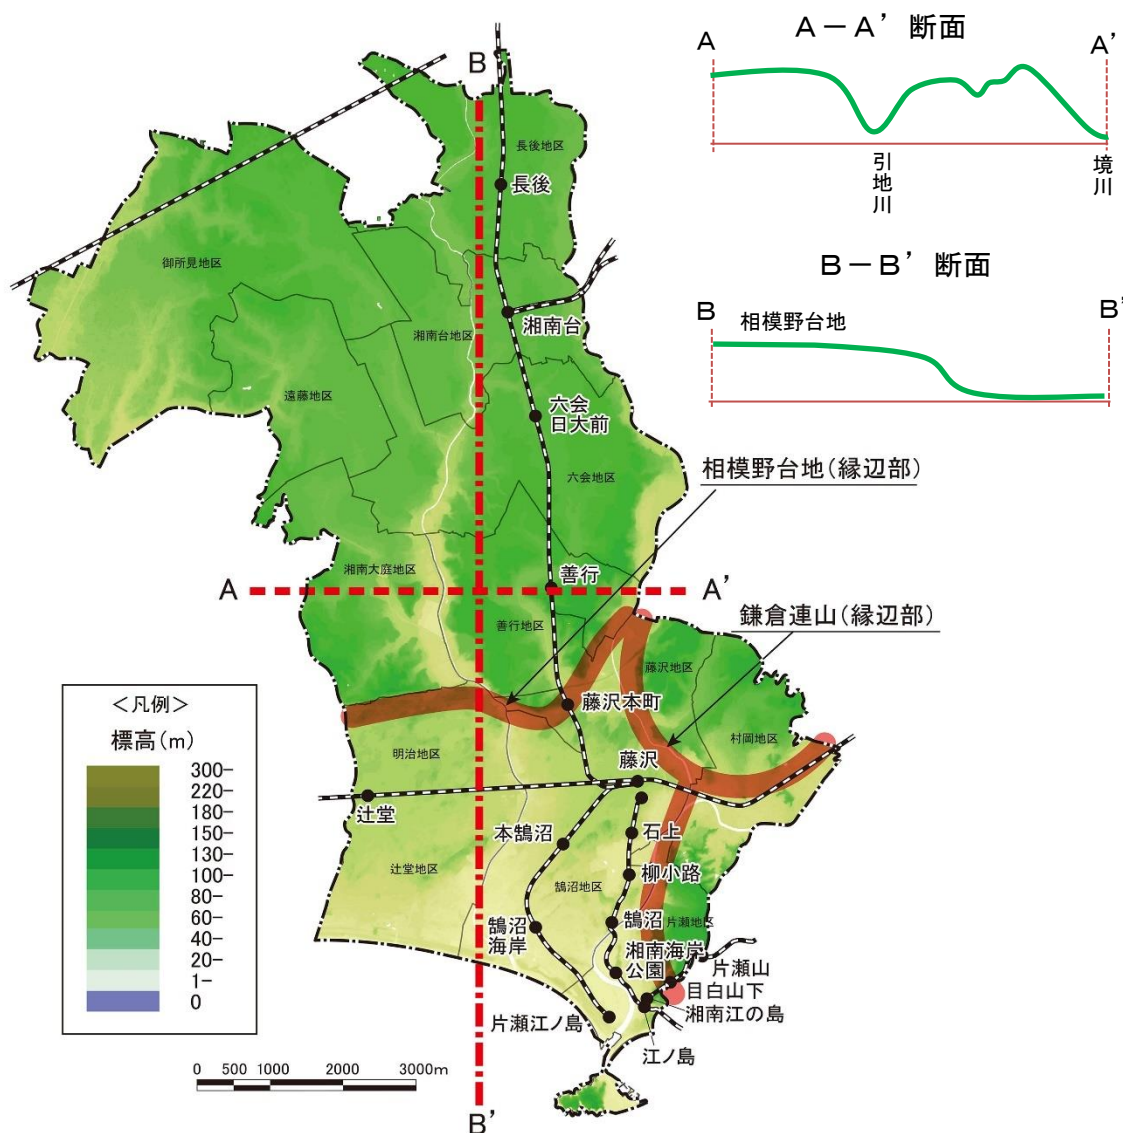 A－A’ 断面
A
A’
引地川
境川
B－B’ 断面
B
B’
相模野台地
B
長後地区
長後
御所見地区
湘南台地区
湘南台
遠藤地区
六会
日大前
六会地区
相模野台地（縁辺部）
湘南大庭地区
善行
A
A’
善行地区
鎌倉連山（縁辺部）
藤沢地区
藤沢本町
村岡地区
明治地区
藤沢
辻堂
本鵠沼
石上
辻堂地区
鵠沼地区
柳小路
鵠沼
海岸
鵠沼
片瀬地区
湘南海岸
公園
片瀬山
目白山下
湘南江の島
片瀬江ノ島
江ノ島
B’
＜凡例＞
標高（m）
300-
220-
180-
150-
130-
100-
80-
60-
40-
20-
1-
0
0 500 1000 2000 3000m